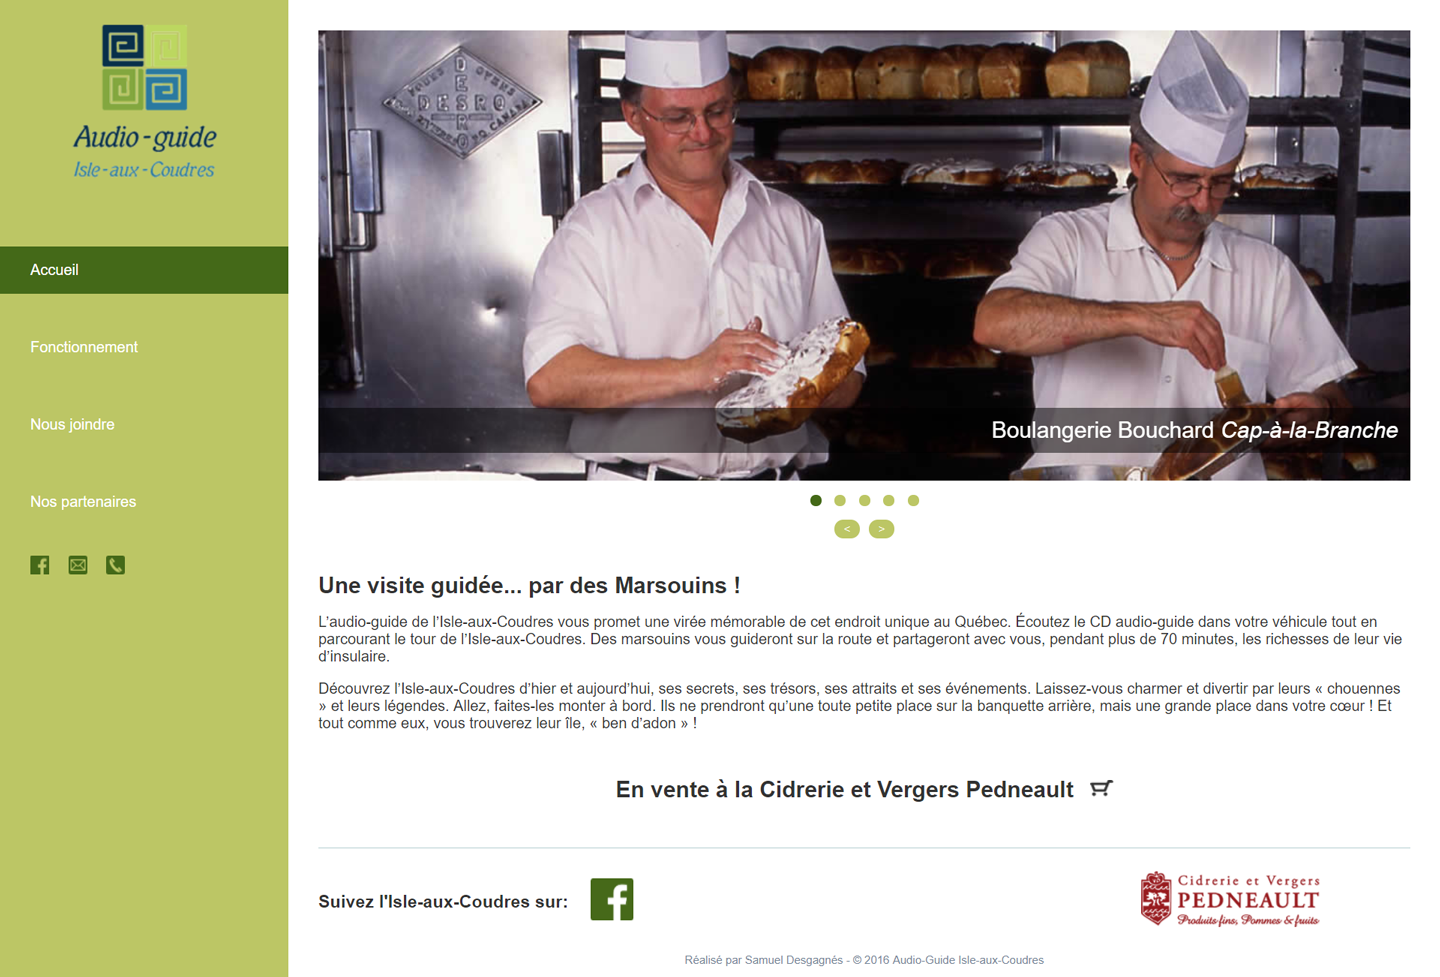 Audio-guide
Isle-aux-Coudres
Accueil
Fonctionnement
Nous joindre
Nos partenaires
DESRO
Boulangerie Bouchard Cap-à-la-Branche
< >
Une visite guidée... par des Marsouins !
L'audio-guide de l'Isle-aux-Coudres vous promet une virée mémorable de cet endroit unique au Québec. Écoutez le CD audio-guide dans votre véhicule tout en
parcourant le tour de l'Isle-aux-Coudres. Des marsouins vous guideront sur la route et partageront avec vous, pendant plus de 70 minutes, les richesses de leur vie
d'insulaire.
Découvrez l'Isle-aux-Coudres d'hier et aujourd'hui, ses secrets, ses trésors, ses attraits et ses événements. Laissez-vous charmer et divertir par leurs « chouennes
» et leurs légendes. Allez, faites-les monter à bord. Ils ne prendront qu'une toute petite place sur la banquette arrière, mais une grande place dans votre cœur ! Et
tout comme eux, vous trouverez leur île, « ben d'adon » !
En vente à la Cidrerie et Vergers Pedneault
Suivez l'Isle-aux-Coudres sur:
Cidrerie et Vergers
PEDNEAULT
Produits fins, Pommes & fruits
Réalisé par Samuel Desgagnés - © 2016 Audio-Guide Isle-aux-Coudres